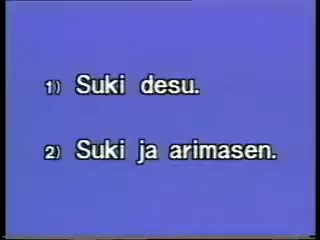 1) Suki desu.
2) Suki ja arimasen.